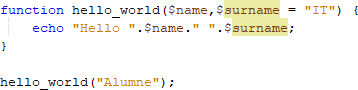 function hello_world($name,$surname = "IT") {
echo "Hello ".$name." ".$surname;
}
hello_world("Alumne");